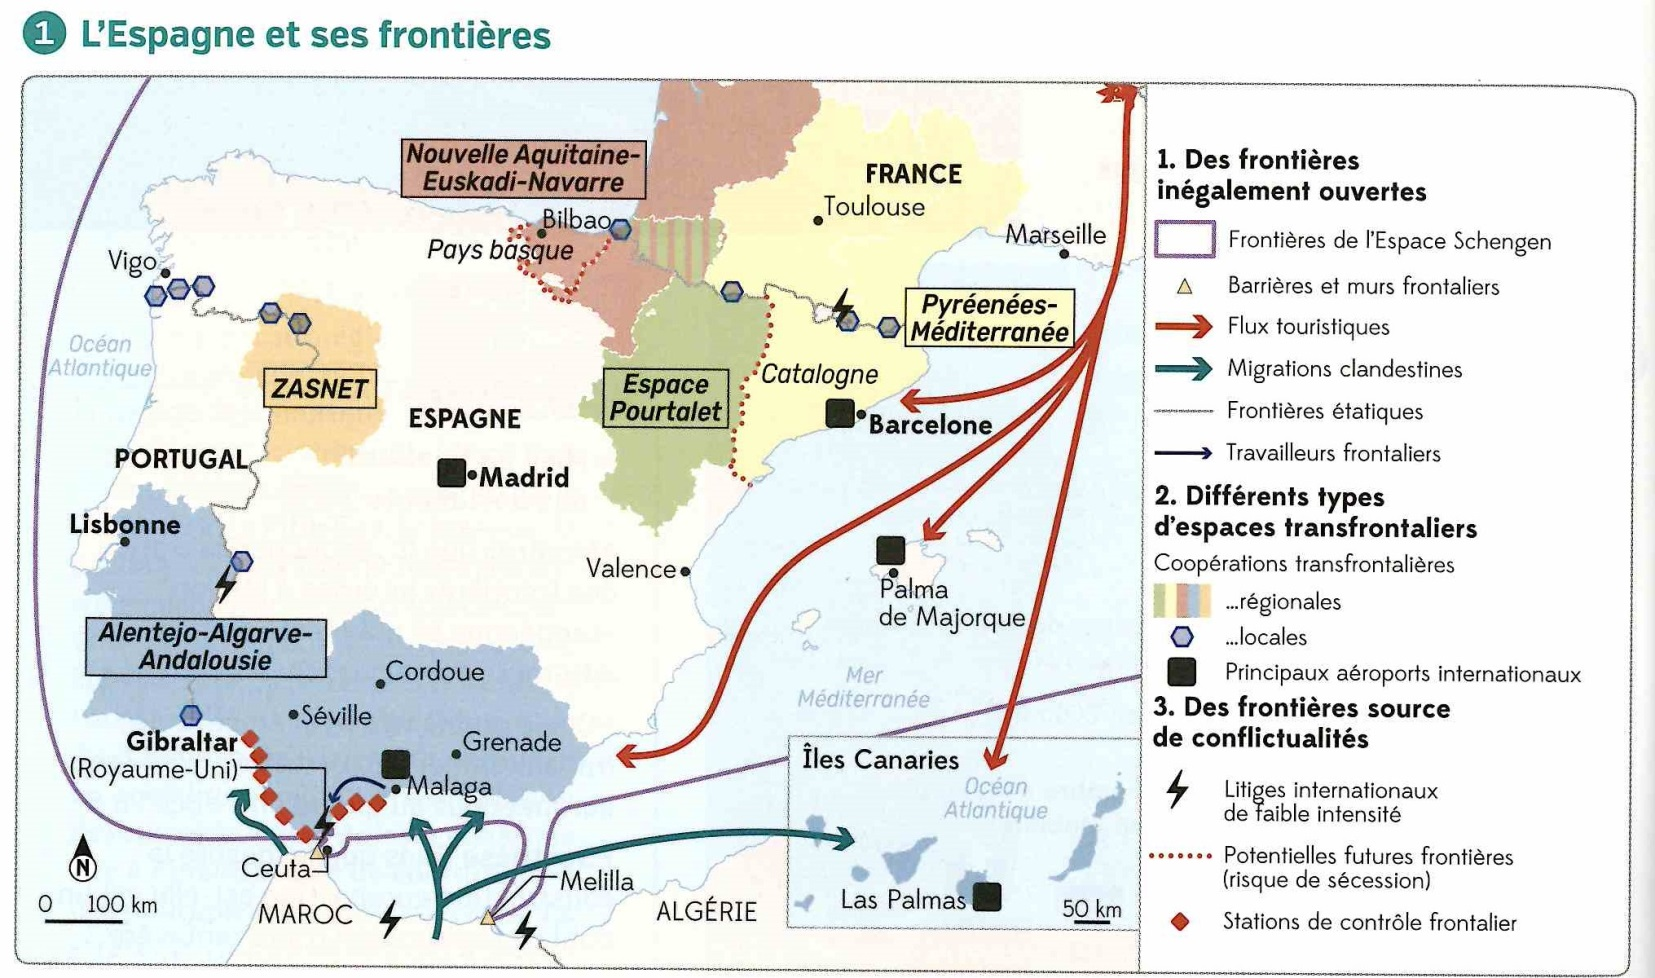 1 L'Espagne et ses frontières
Nouvelle Aquitaine-
Euskadi-Navarre
FRANCE
Toulouse
Bilbao
Pays basque
Marseille
Vigo
Pyréenées-
Méditerranée
Océan
Atlantique
ZASNET
Espace
Pourtalet
Catalogne
ESPAGNE
Barcelone
PORTUGAL
Madrid
Lisbonne
Valence
Palma
de Majorque
Alentejo-Algarve-
Andalousie
Cordoue
Mer
Méditerranée
Séville
Gibraltar
(Royaume-Uni)
Grenade
Malaga
Îles Canaries
Océan
Atlantique
N
Ceuta
Melilla
Las Palmas
0 100 km
MAROC
ALGÉRIE
50 km
1. Des frontières
inégalement ouvertes
Frontières de l'Espace Schengen
Barrières et murs frontaliers
Flux touristiques
Migrations clandestines
Frontières étatiques
Travailleurs frontaliers
2. Différents types
d'espaces transfrontaliers
Coopérations transfrontalières
...régionales
...locales
Principaux aéroports internationaux
3. Des frontières source
de conflictualités
Litiges internationaux
de faible intensité
Potentielles futures frontières
(risque de sécession)
Stations de contrôle frontalier